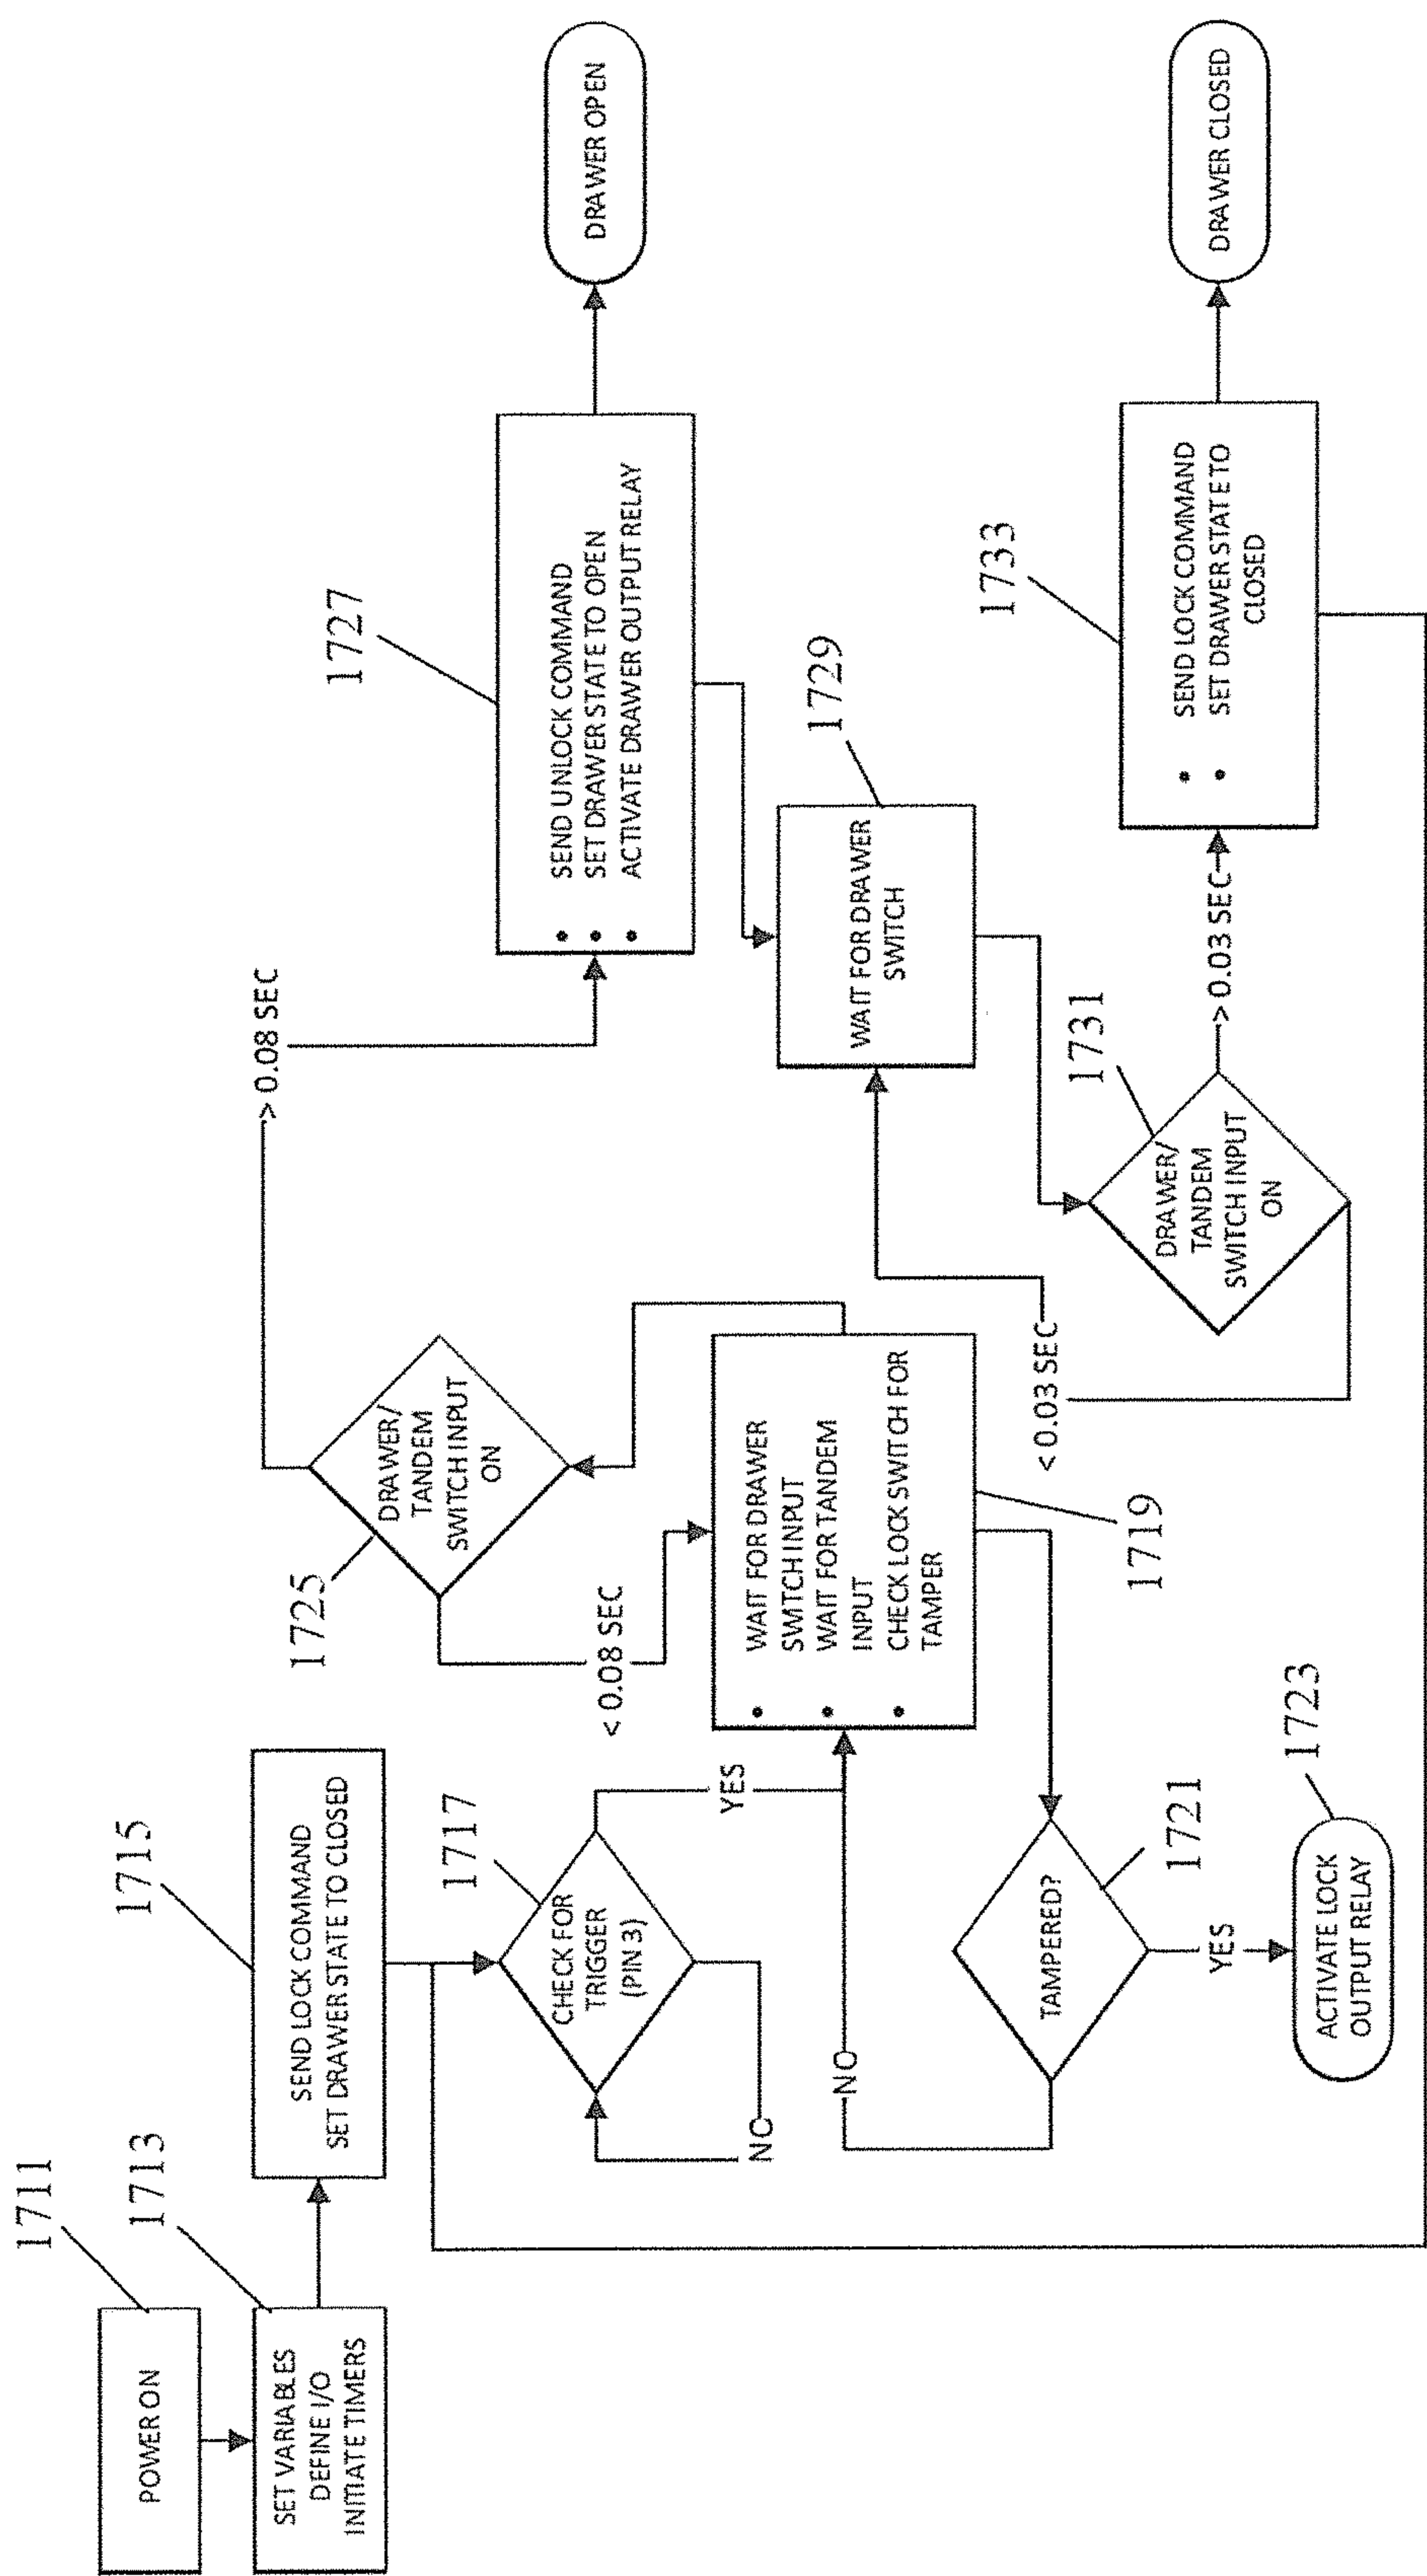 1711
POWER ON
1713
SET VARIABLES
DEFINE I/O
INITIATE TIMERS
1715
SEND LOCK COMMAND
SET DRAWER STATE TO CLOSED
1717
CHECK FOR
TRIGGER
(PIN 3)
NO
YES
1725
DRAWER/
TANDEM
SWITCH INPUT
ON
< 0.08 SEC
> 0.08 SEC
• WAIT FOR DRAWER
SWITCH INPUT
• WAIT FOR TANDEM
INPUT
• CHECK LOCK SWITCH FOR
TAMPER
1719
TAMPERED?
1721
NO
YES
ACTIVATE LOCK
OUTPUT RELAY
1723
1727
• SEND UNLOCK COMMAND
• SET DRAWER STATE TO OPEN
• ACTIVATE DRAWER OUTPUT RELAY
DRAWER OPEN
WAIT FOR DRAWER
SWITCH
1729
1731
DRAWER/
TANDEM
SWITCH INPUT
ON
< 0.03 SEC
> 0.03 SEC
1733
• SEND LOCK COMMAND
• SET DRAWER STATE TO
CLOSED
DRAWER CLOSED